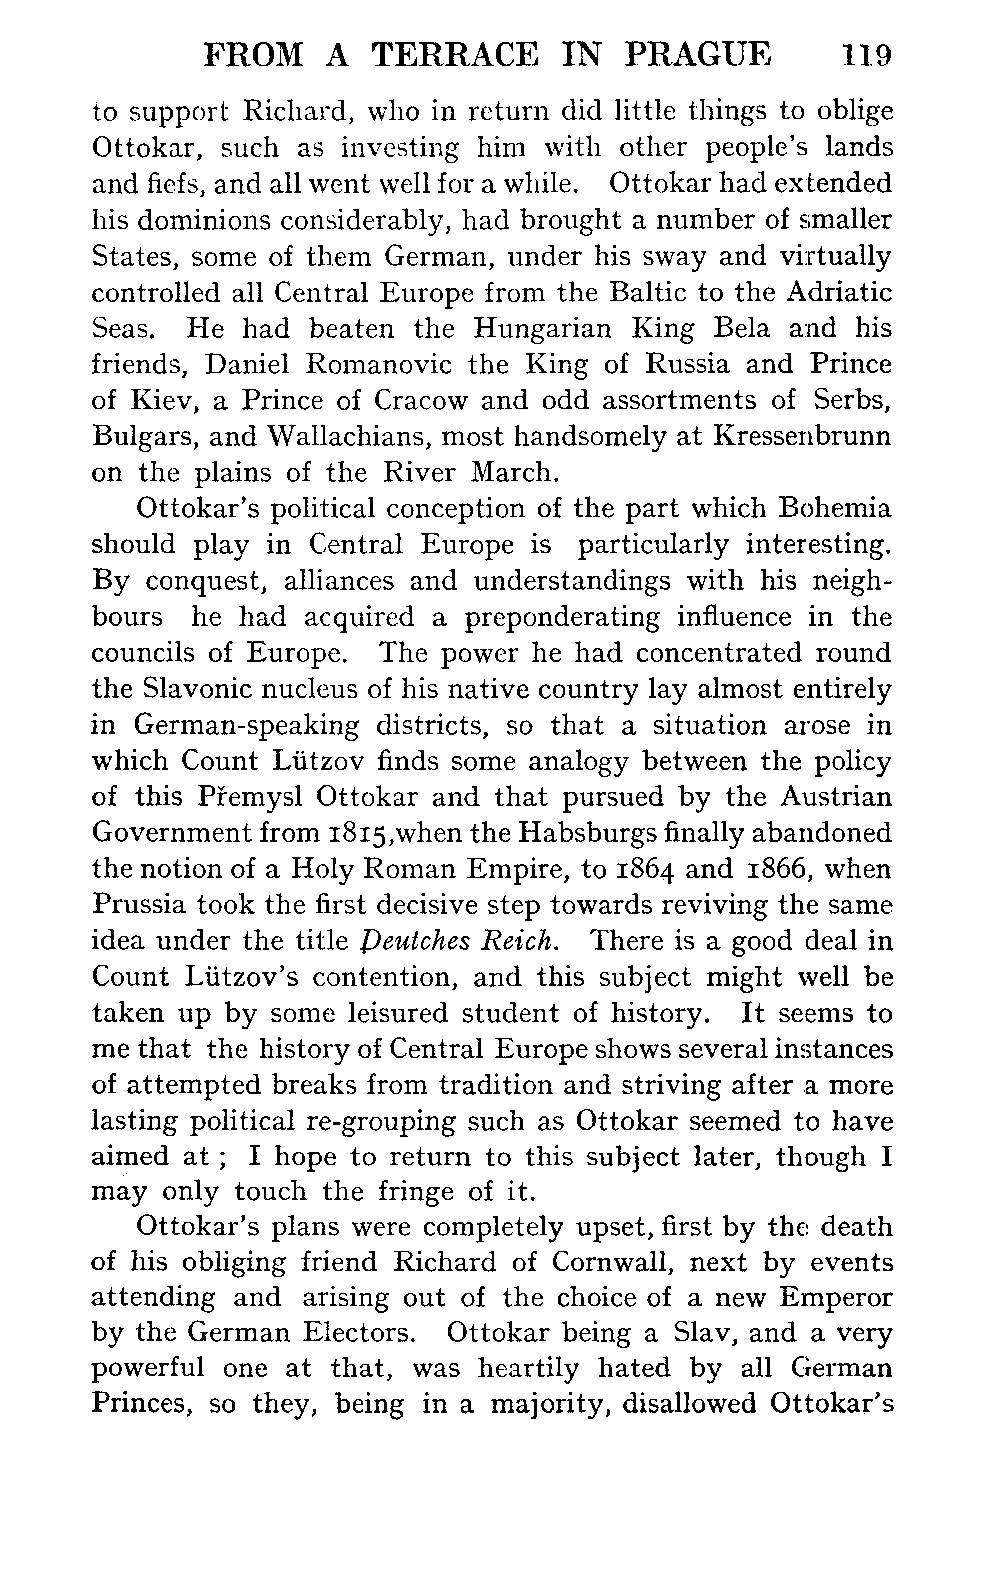 FROM A TERRACE IN PRAGUE 119
to support Richard, who in return did little things to oblige
Ottokar, such as investing him with other people's lands
and fiefs, and all went well for a while. Ottokar had extended
his dominions considerably, had brought a number of smaller
States, some of them German, under his sway and virtually
controlled all Central Europe from the Baltic to the Adriatic
Seas. He had beaten the Hungarian King Bela and his
friends, Daniel Romanovic the King of Russia and Prince
of Kiev, a Prince of Cracow and odd assortments of Serbs,
Bulgars, and Wallachians, most handsomely at Kressenbrunn
on the plains of the River March.
Ottokar's political conception of the part which Bohemia
should play in Central Europe is particularly interesting.
By conquest, alliances and understandings with his neigh-
bours he had acquired a preponderating influence in the
councils of Europe. The power he had concentrated round
the Slavonic nucleus of his native country lay almost entirely
in German-speaking districts, so that a situation arose in
which Count Lützov finds some analogy between the policy
of this Přemysl Ottokar and that pursued by the Austrian
Government from 1815,when the Habsburgs finally abandoned
the notion of a Holy Roman Empire, to 1864 and 1866, when
Prussia took the first decisive step towards reviving the same
idea under the title Deutches Reich. There is a good deal in
Count Lützov's contention, and this subject might well be
taken up by some leisured student of history. It seems to
me that the history of Central Europe shows several instances
of attempted breaks from tradition and striving after a more
lasting political re-grouping such as Ottokar seemed to have
aimed at ; I hope to return to this subject later, though I
may only touch the fringe of it.
Ottokar's plans were completely upset, first by the death
of his obliging friend Richard of Cornwall, next by events
attending and arising out of the choice of a new Emperor
by the German Electors. Ottokar being a Slav, and a very
powerful one at that, was heartily hated by all German
Princes, so they, being in a majority, disallowed Ottokar's